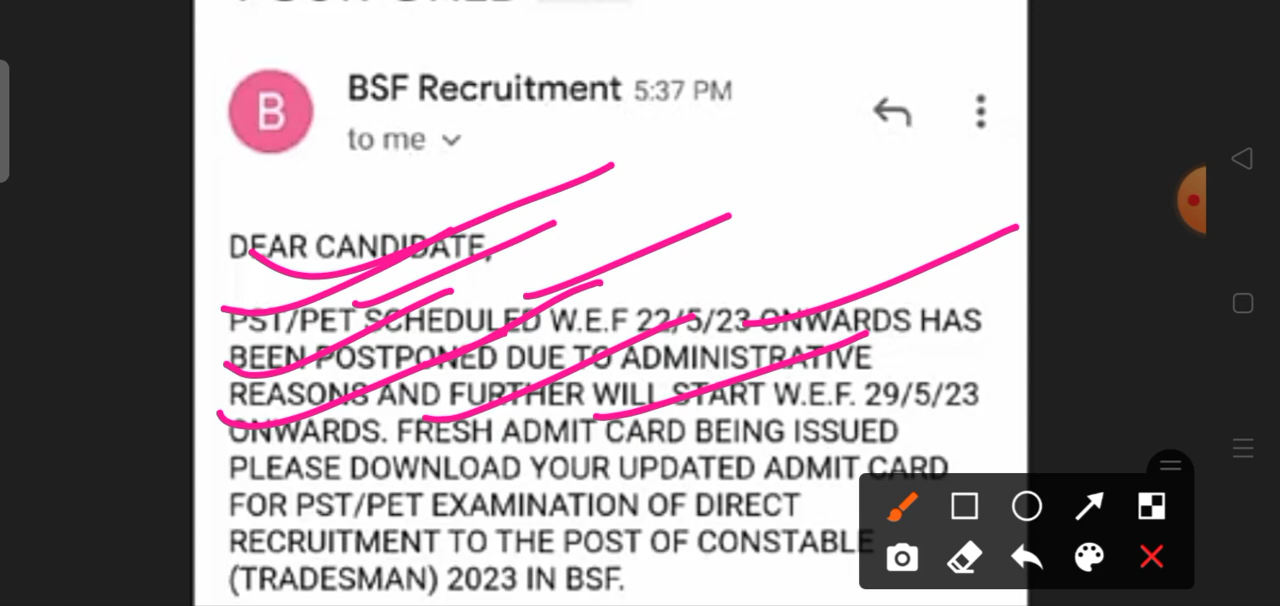 BSF Recruitment 5:37 PM
B
to me
DEAR CANDIDATE,
PST/PET SCHEDULED W.E.F 22/5/23 ONWARDS HAS
BEEN POSTPONED DUE TO ADMINISTRATIVE
REASONS AND FURTHER WILL START W.E.F. 29/5/23
ONWARDS. FRESH ADMIT CARD BEING ISSUED
PLEASE DOWNLOAD YOUR UPDATED ADMIT CARD
FOR PST/PET EXAMINATION OF DIRECT
RECRUITMENT TO THE POST OF CONSTABLE
(TRADESMAN) 2023 IN BSF.